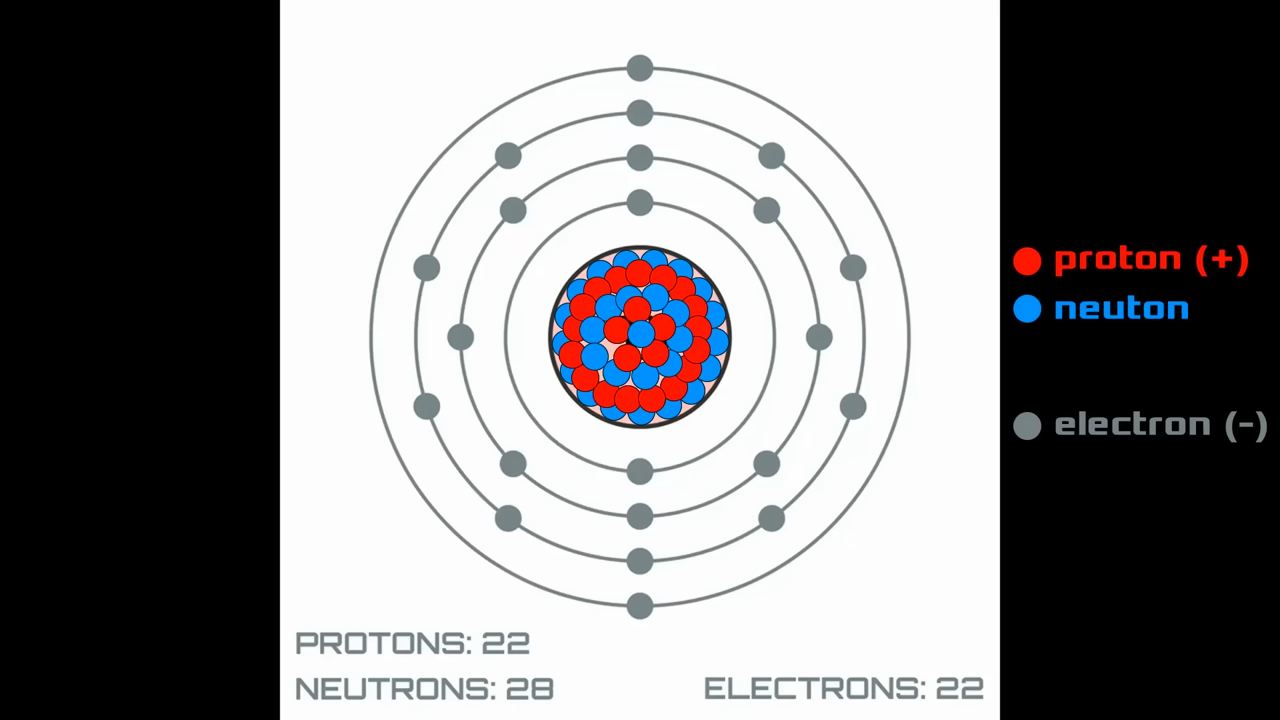 proton (+)
neuton
electron (-)
PROTONS: 22
NEUTRONS: 28
ELECTRONS: 22